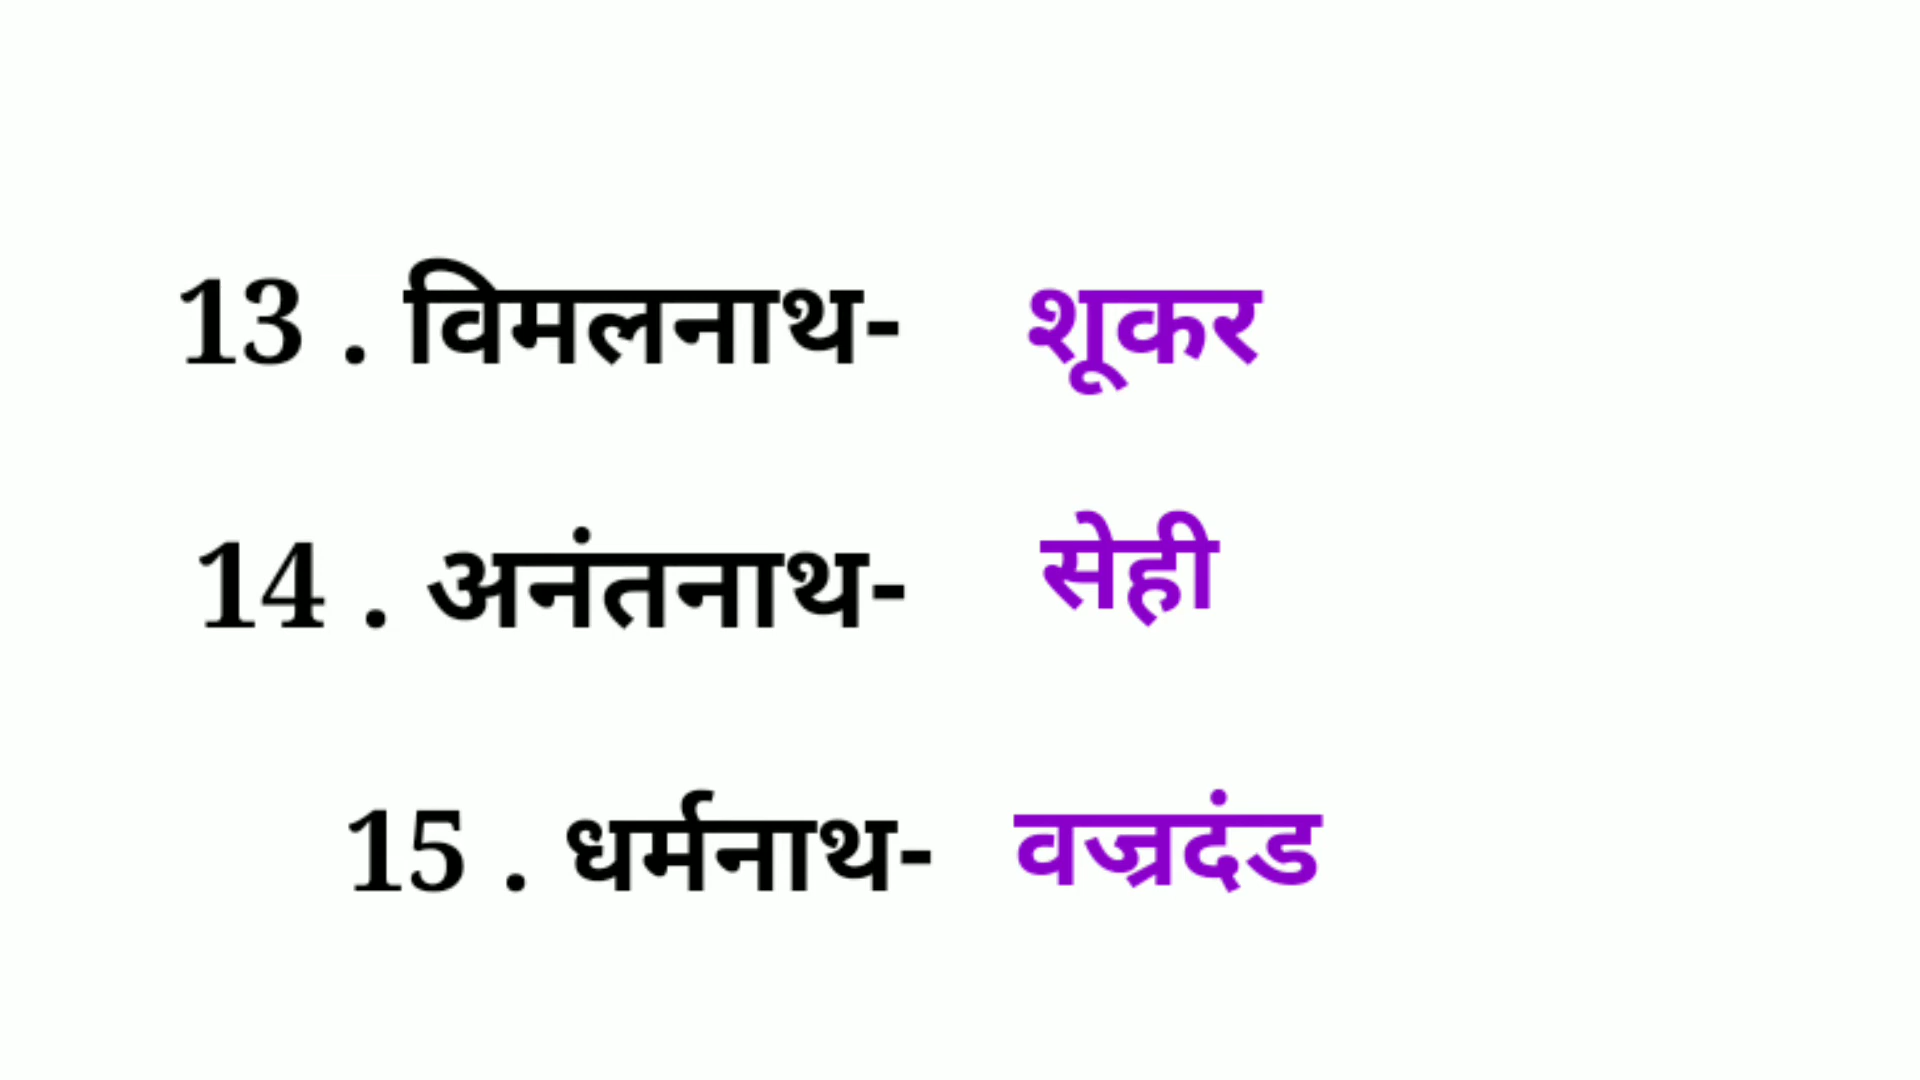 13 . विमलनाथ- शूकर
14 . अनंतनाथ- सेही
15 . धर्मनाथ- वज्रदंड